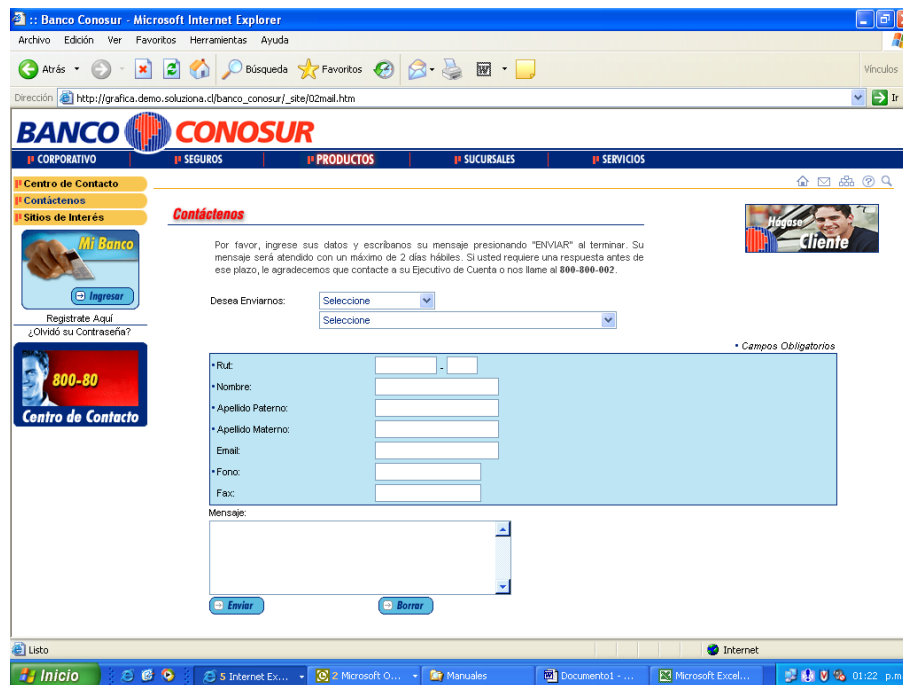 :: Banco Conosur - Microsoft Internet Explorer
Archivo Edición Ver Favoritos Herramientas Ayuda
Atrás Búsqueda Favoritos Vínculos
Dirección http://grafica.demo.soluziona.cl/banco_conosur/_site/02mail.htm Ir
BANCO CONOSUR
CORPORATIVO SEGUROS PRODUCTOS SUCURSALES SERVICIOS
Centro de Contacto
Contáctenos
Sitios de Interés
Mi Banco
Ingresar
Registrate Aquí
¿Olvidó su Contraseña?
800-80
Centro de Contacto
Contáctenos
Hágase
Cliente
Por favor, ingrese sus datos y escríbanos su mensaje presionando "ENVIAR" al terminar. Su
mensaje será atendido con un máximo de 2 días hábiles. Si usted requiere una respuesta antes de
ese plazo, le agradecemos que contacte a su Ejecutivo de Cuenta o nos llame al 800-800-002.
Desea Enviarnos: Seleccione
Seleccione
• Campos Obligatorios
• Rut: -
• Nombre:
• Apellido Paterno:
• Apellido Materno:
Email:
• Fono:
Fax:
Mensaje:
Enviar Borrar
Listo Internet
Inicio 5 Internet Ex... 2 Microsoft O... Manuales Documento1 - ... Microsoft Excel... 01:22 p.m.